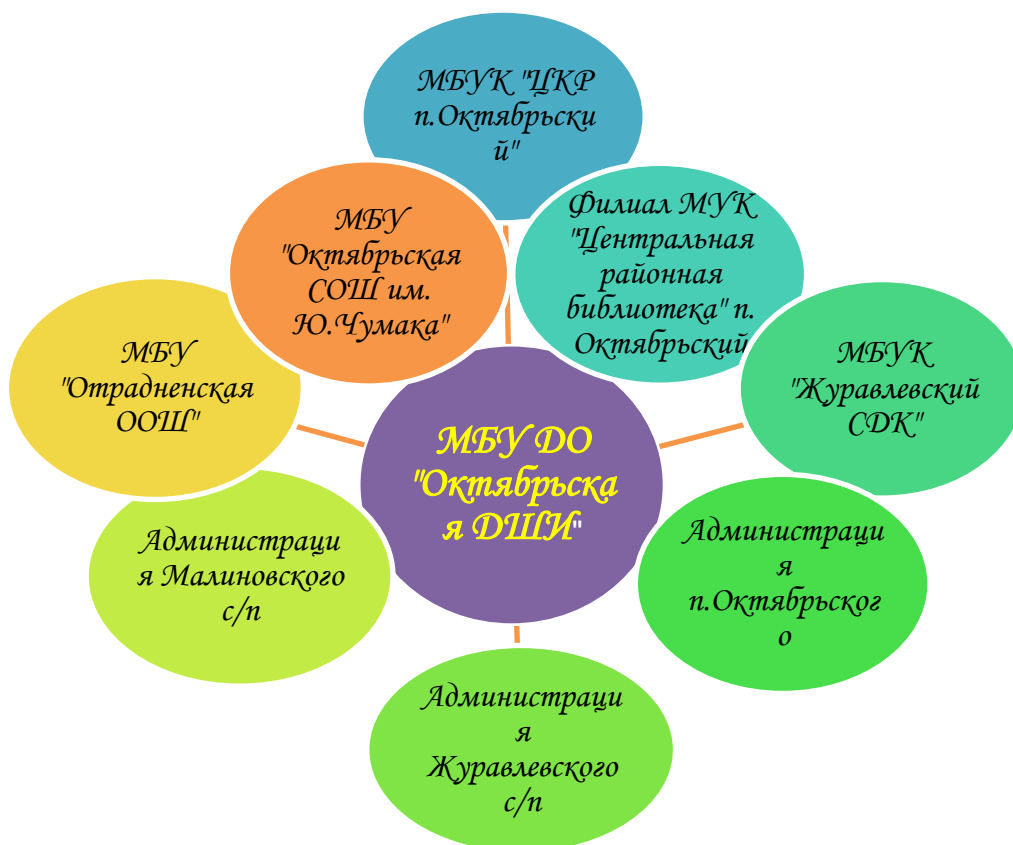 МБУК "ЦКР
п.Октябрьски
й"
МБУ
"Октябрьская
СОШ им.
Ю.Чумака"
Филиал МУК
"Центральная
районная
библиотека" п.
Октябрьский
МБУ
"Отрадненская
ООШ"
МБУК
"Журавлевский
СДК"
МБУ ДО
"Октябрьска
я ДШИ"
Администраци
я Малиновского
с/п
Администраци
я
п.Октябрьског
о
Администраци
я
Журавлевского
с/п